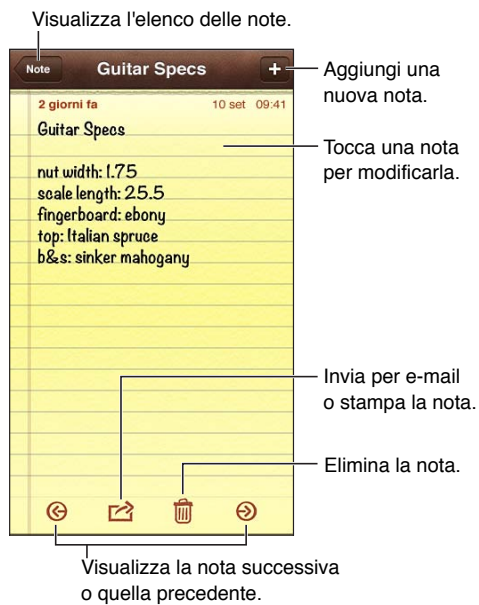 Visualizza l'elenco delle note.
Note
Guitar Specs
+
Aggiungi una
nuova nota.
2 giorni fa
10 set 09:41
Guitar Specs
Tocca una nota
per modificarla.
nut width: 1.75
scale length: 25.5
fingerboard: ebony
top: Italian spruce
b&s: sinker mahogany
Invia per e-mail
o stampa la nota.
Elimina la nota.
Visualizza la nota successiva
o quella precedente.